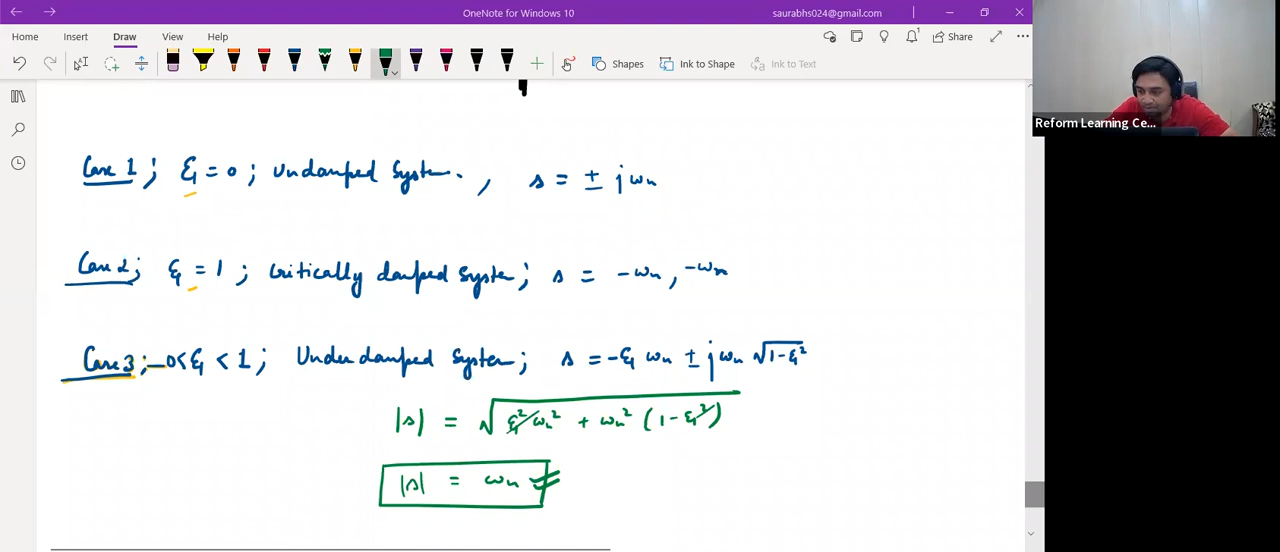 OneNote for Windows 10
saurabhs024@gmail.com
Home Insert Draw View Help
Share
Shapes Ink to Shape Ink to Text
Reform Learning Ce...
Case 1; ξ = 0; undamped system. , s = ± jωn
Case 2; ξ = 1; critically damped system; s = -ωn, -ωn
Case 3; 0<ξ<1; Underdamped system; s = -ξωn ± jωn √1-ξ²
|s| = √ξ²ωn² + ωn² (1-ξ²)
|s| = ωn